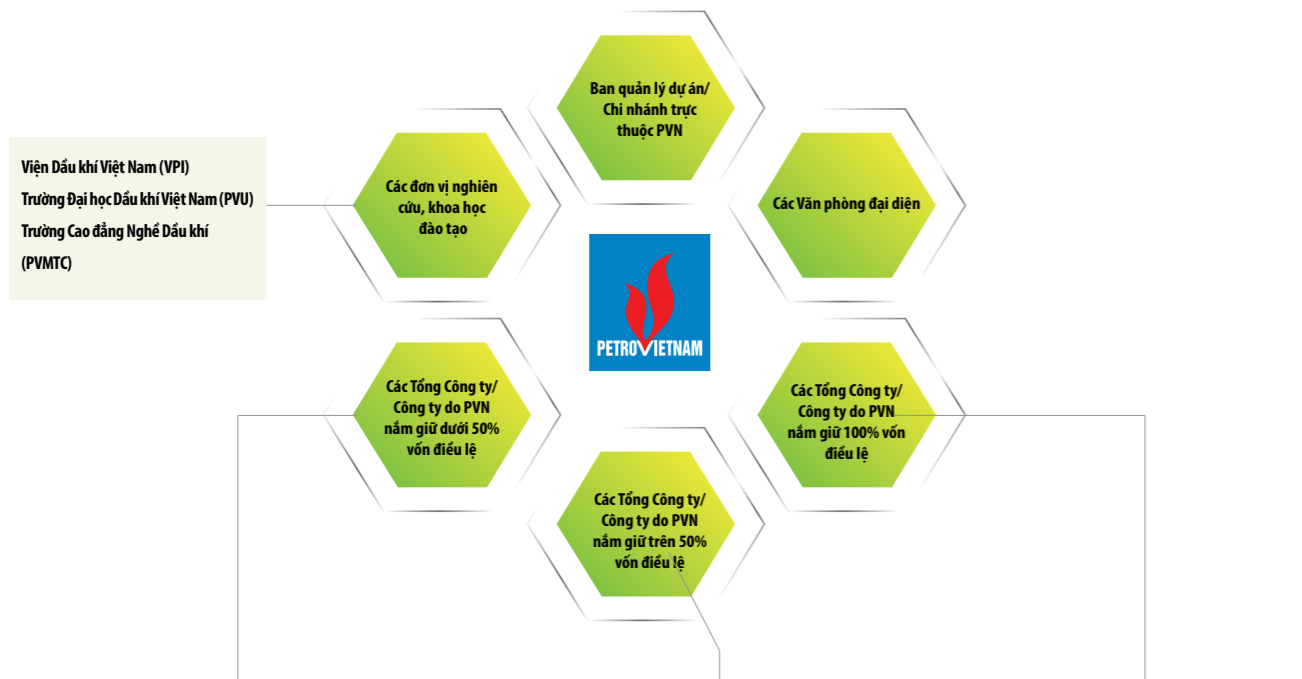 Ban quản lý dự án/
Chi nhánh trực
thuộc PVN
Viện Dầu khí Việt Nam (VPI)
Trường Đại học Dầu khí Việt Nam (PVU)
Trường Cao đẳng Nghề Dầu khí
(PVMTC)
Các đơn vị nghiên
cứu, khoa học
đào tạo
Các Văn phòng đại diện
PETROVIETNAM
Các Tổng Công ty/
Công ty do PVN
nắm giữ dưới 50%
vốn điều lệ
Các Tổng Công ty/
Công ty do PVN
nắm giữ 100% vốn
điều lệ
Các Tổng Công ty/
Công ty do PVN
nắm giữ trên 50%
vốn điều lệ